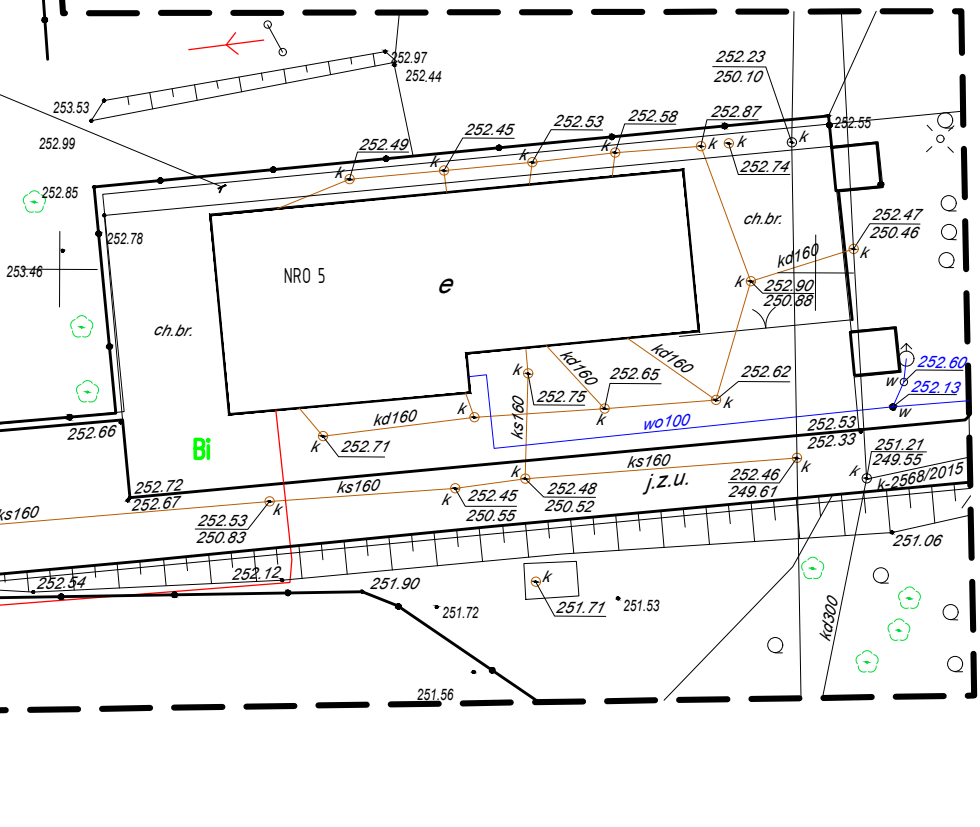 252.97
252.44
252.23
250.10
253.53
252.99
252.49
252.45
252.53
252.58
252.87
252.55
k
k
k
k
k
k
k
252.74
252.85
252.78
253.46
ch.br.
252.47
250.46
k
kd160
NRO 5
e
k
252.90
250.88
ch.br.
kd160
kd160
k
252.75
252.65
k
252.62
k
252.60
w
252.13
w
kd160
ks160
k
wo100
252.53
252.33
252.66
Bi
k
252.71
k
252.72
252.67
ks160
ks160
k
252.46
249.61
k
251.21
249.55
k-2568/2015
j.z.u.
k
252.45
250.55
k
252.48
250.52
ks160
252.53
250.83
k
251.06
252.54
252.12
251.90
k
251.71
251.72
251.53
kd300
251.56